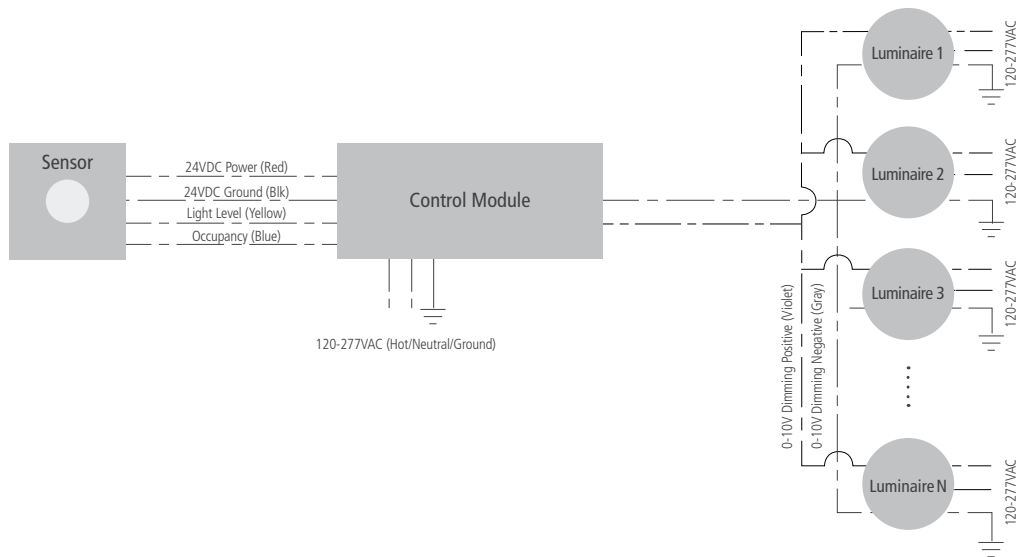 Sensor
24VDC Power (Red)
24VDC Ground (Blk)
Light Level (Yellow)
Occupancy (Blue)
Control Module
120-277VAC (Hot/Neutral/Ground)
0-10V Dimming Positive (Violet)
0-10V Dimming Negative (Gray)
Luminaire 1
120-277VAC
Luminaire 2
120-277VAC
Luminaire 3
120-277VAC
Luminaire N
120-277VAC